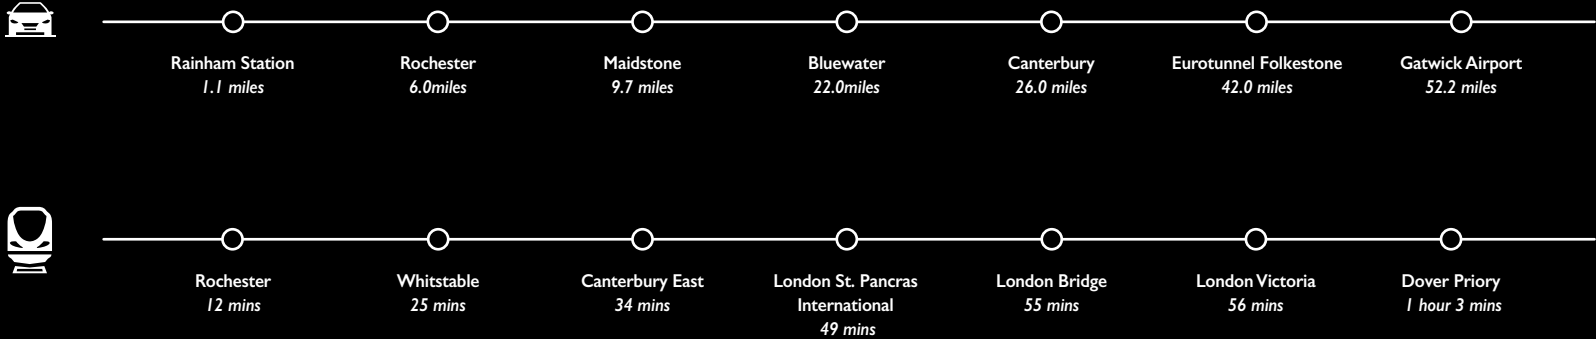 Rainham Station
1.1 miles
Rochester
6.0miles
Maidstone
9.7 miles
Bluewater
22.0miles
Canterbury
26.0 miles
Eurotunnel Folkestone
42.0 miles
Gatwick Airport
52.2 miles
Rochester
12 mins
Whitstable
25 mins
Canterbury East
34 mins
London St. Pancras
International
49 mins
London Bridge
55 mins
London Victoria
56 mins
Dover Priory
1 hour 3 mins